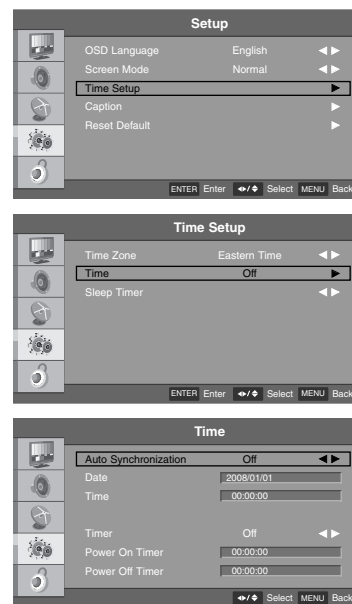 Setup
OSD Language English
Screen Mode Normal
Time Setup
Caption
Reset Default
ENTER Enter Select MENU Back
Time Setup
Time Zone Eastern Time
Time Off
Sleep Timer
ENTER Enter Select MENU Back
Time
Auto Synchronization Off
Date 2008/01/01
Time 00:00:00
Timer Off
Power On Timer 00:00:00
Power Off Timer 00:00:00
Select MENU Back